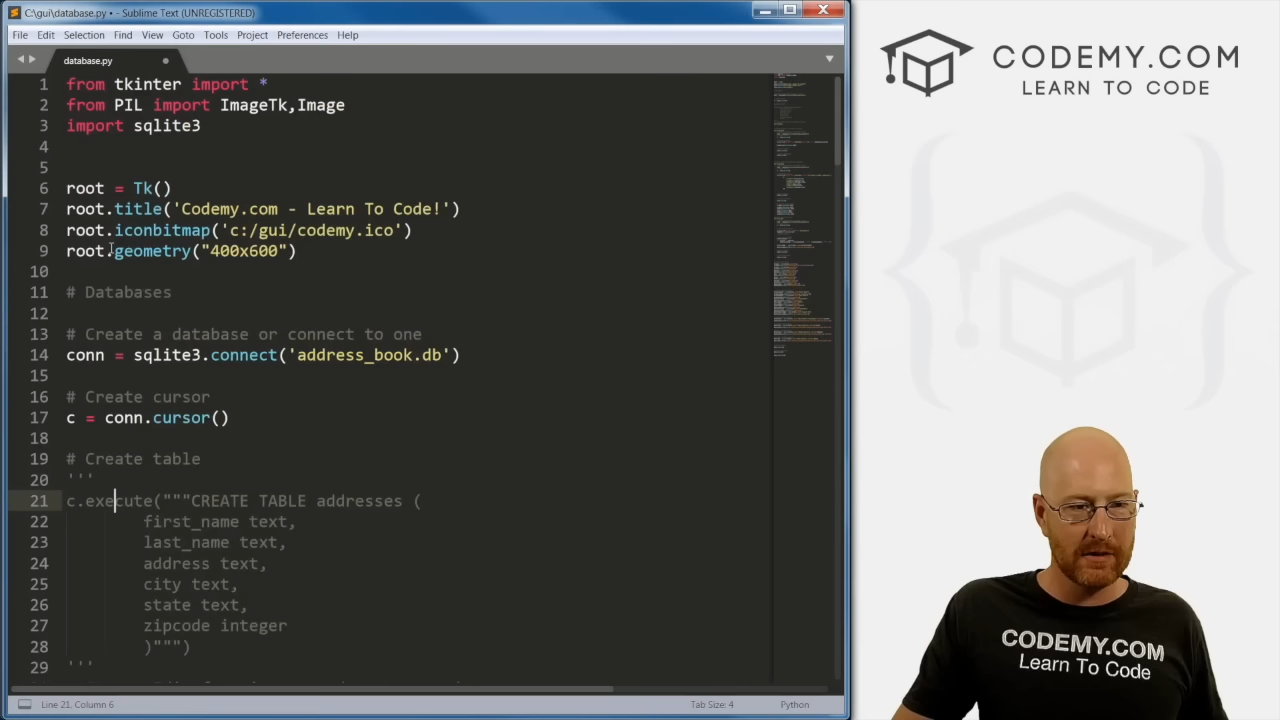 C:\gui\database.py • - Sublime Text (UNREGISTERED)
File Edit Selection Find View Goto Tools Project Preferences Help
database.py
1 from tkinter import *
2 from PIL import ImageTk,Image
3 import sqlite3
4
5
6 root = Tk()
7 root.title('Codemy.com - Learn To Code!')
8 root.iconbitmap('c:/gui/codemy.ico')
9 root.geometry("400x600")
10
11 # Databases
12
13 # Create a database or connect to one
14 conn = sqlite3.connect('address_book.db')
15
16 # Create cursor
17 c = conn.cursor()
18
19 # Create table
20 '''
21 c.execute("""CREATE TABLE addresses (
22 first_name text,
23 last_name text,
24 address text,
25 city text,
26 state text,
27 zipcode integer
28 )""")
29 '''
Line 21, Column 6
Tab Size: 4
Python
CODEMY.COM
LEARN TO CODE
CODEMY.COM
Learn To Code